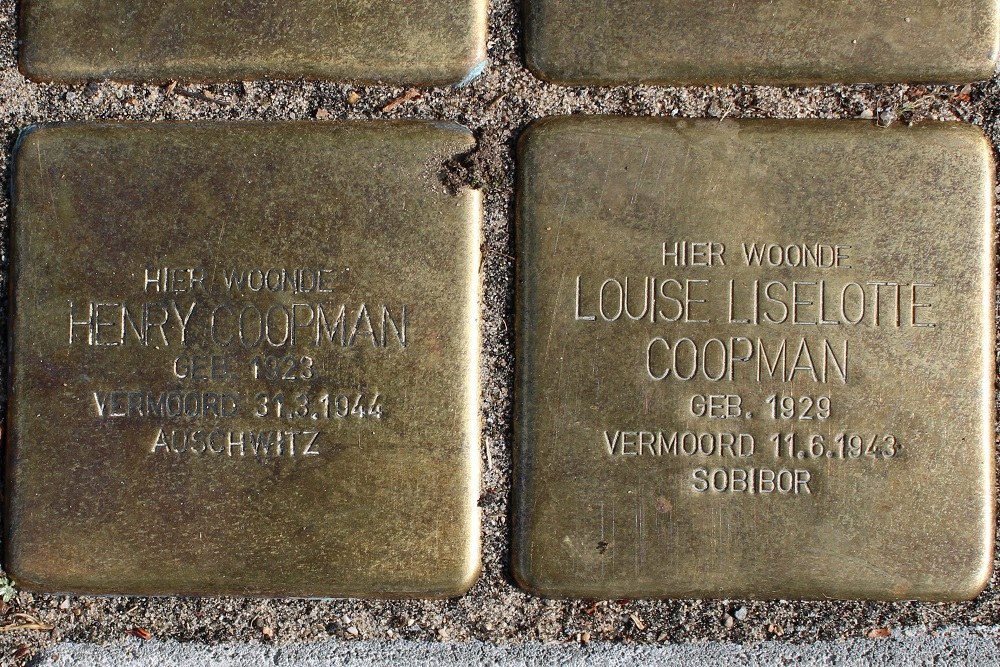 HIER WOONDE
HENRY COOPMAN
GEB. 1923
VERMOORD 31.3.1944
AUSCHWITZ
HIER WOONDE
LOUISE LISELOTTE
COOPMAN
GEB. 1929
VERMOORD 11.6.1943
SOBIBOR